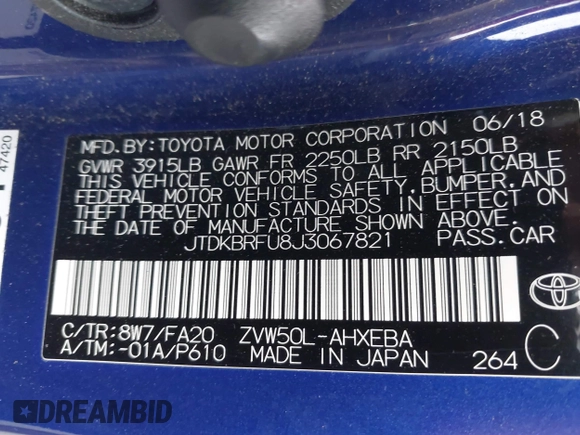 47420
MFD.BY:TOYOTA MOTOR CORPORATION 06/18
GVWR 3915LB GAWR FR 2250LB RR 2150LB
THIS VEHICLE CONFORMS TO ALL APPLICABLE
FEDERAL MOTOR VEHICLE SAFETY,BUMPER,AND
THEFT PREVENTION STANDARDS IN EFFECT ON
THE DATE OF MANUFACTURE SHOWN ABOVE.
JTDKBRFU8J3067821 PASS.CAR
C/TR:8W7/FA20 ZVW50L-AHXEBA
A/TM:-01A/P610 MADE IN JAPAN 264 C
DREAMBID